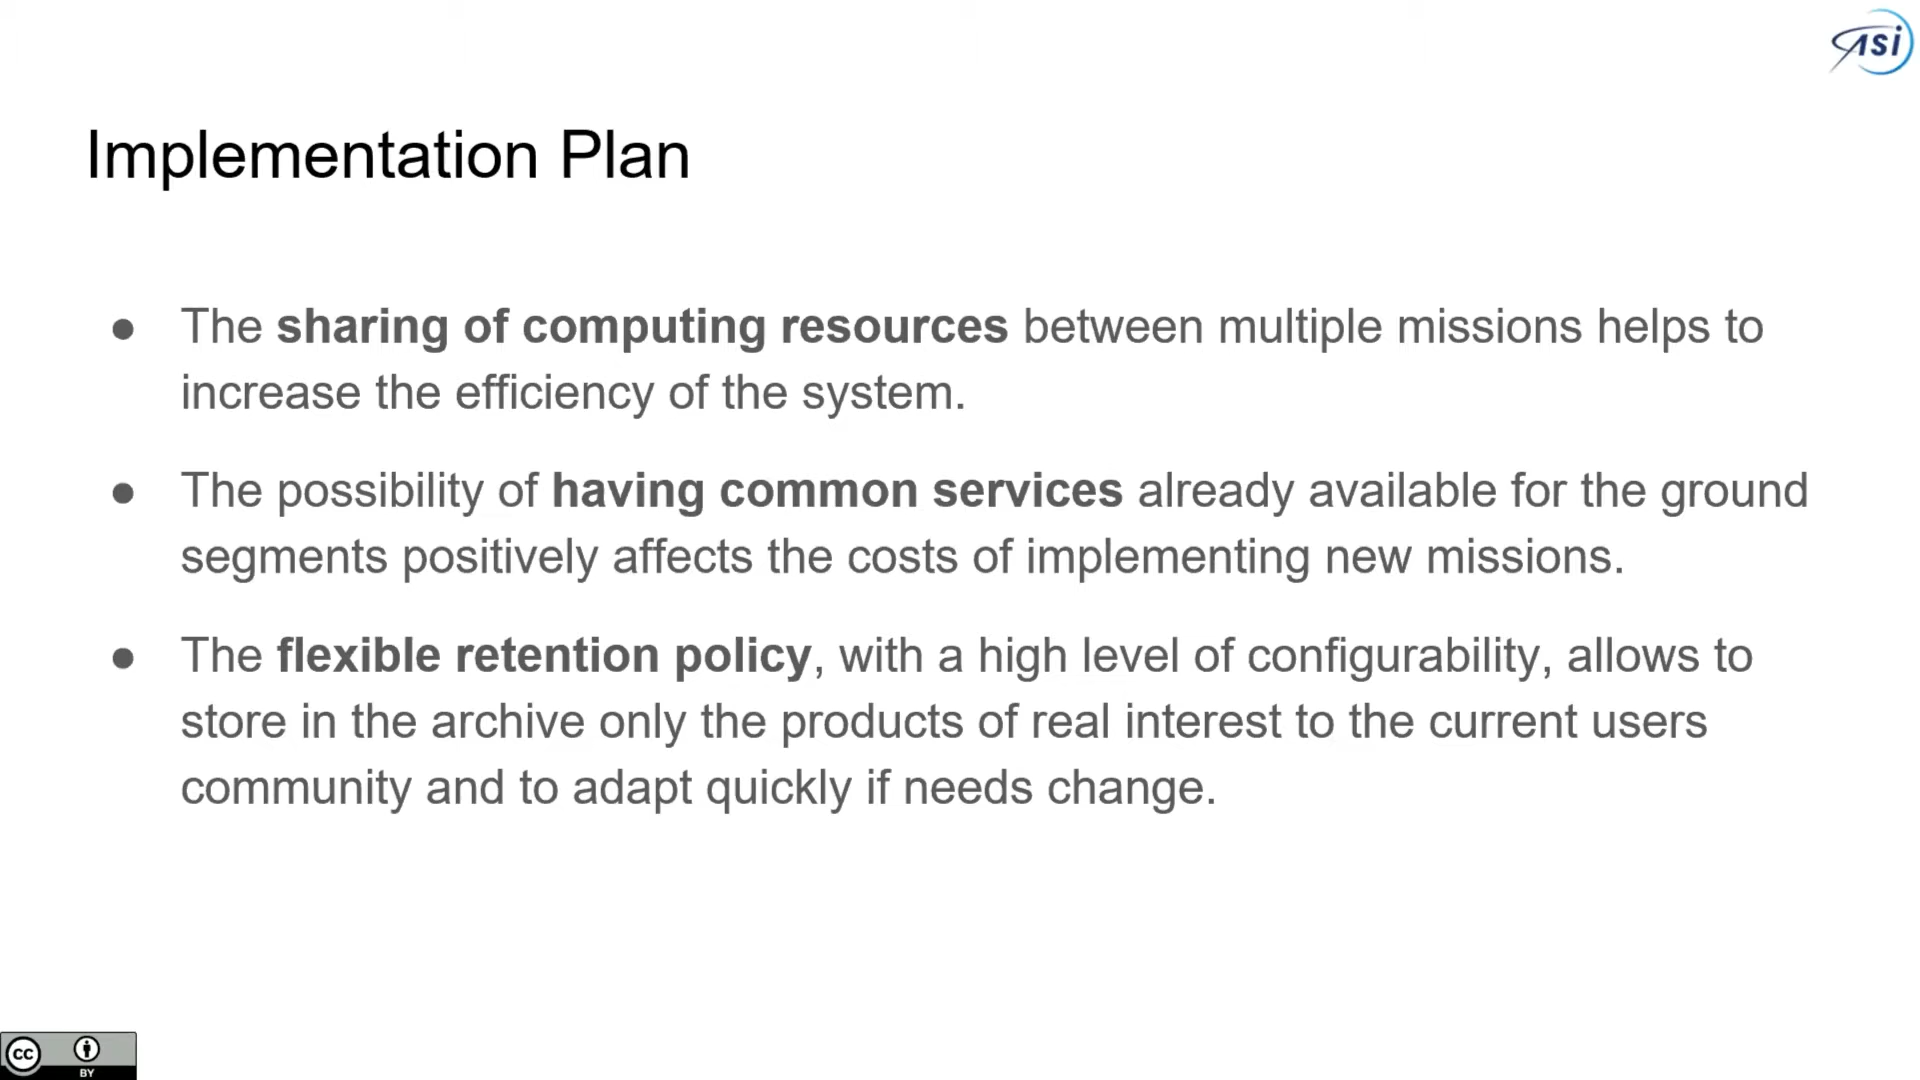 asi
Implementation Plan
● The sharing of computing resources between multiple missions helps to
increase the efficiency of the system.
● The possibility of having common services already available for the ground
segments positively affects the costs of implementing new missions.
● The flexible retention policy, with a high level of configurability, allows to
store in the archive only the products of real interest to the current users
community and to adapt quickly if needs change.
cc
BY